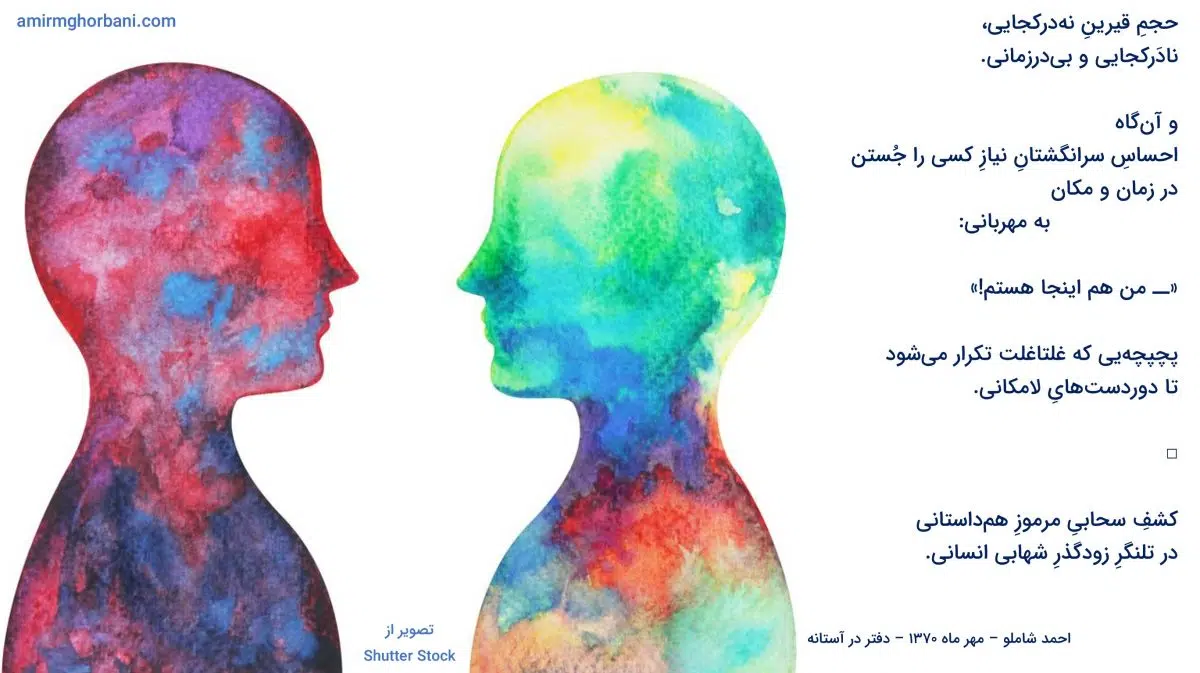 amirmghorbani.com
حجمِ قیرینِ نه‌درکجایی،
نادَرکجایی و بی‌درزمانی.
و آن‌گاه
احساسِ سرانگشتانِ نیازِ کسی را جُستن
در زمان و مکان
به مهربانی:
«ــ من هم اینجا هستم!»
پچپچه‌یی که غلتاغلت تکرار می‌شود
تا دوردست‌هایِ لامکانی.
□
کشفِ سحابیِ مرموزِ هم‌داستانی
در تلنگرِ زودگذرِ شهابی انسانی.
احمد شاملو – مهر ماه ۱۳۷۰ – دفتر در آستانه
تصویر از
Shutter Stock